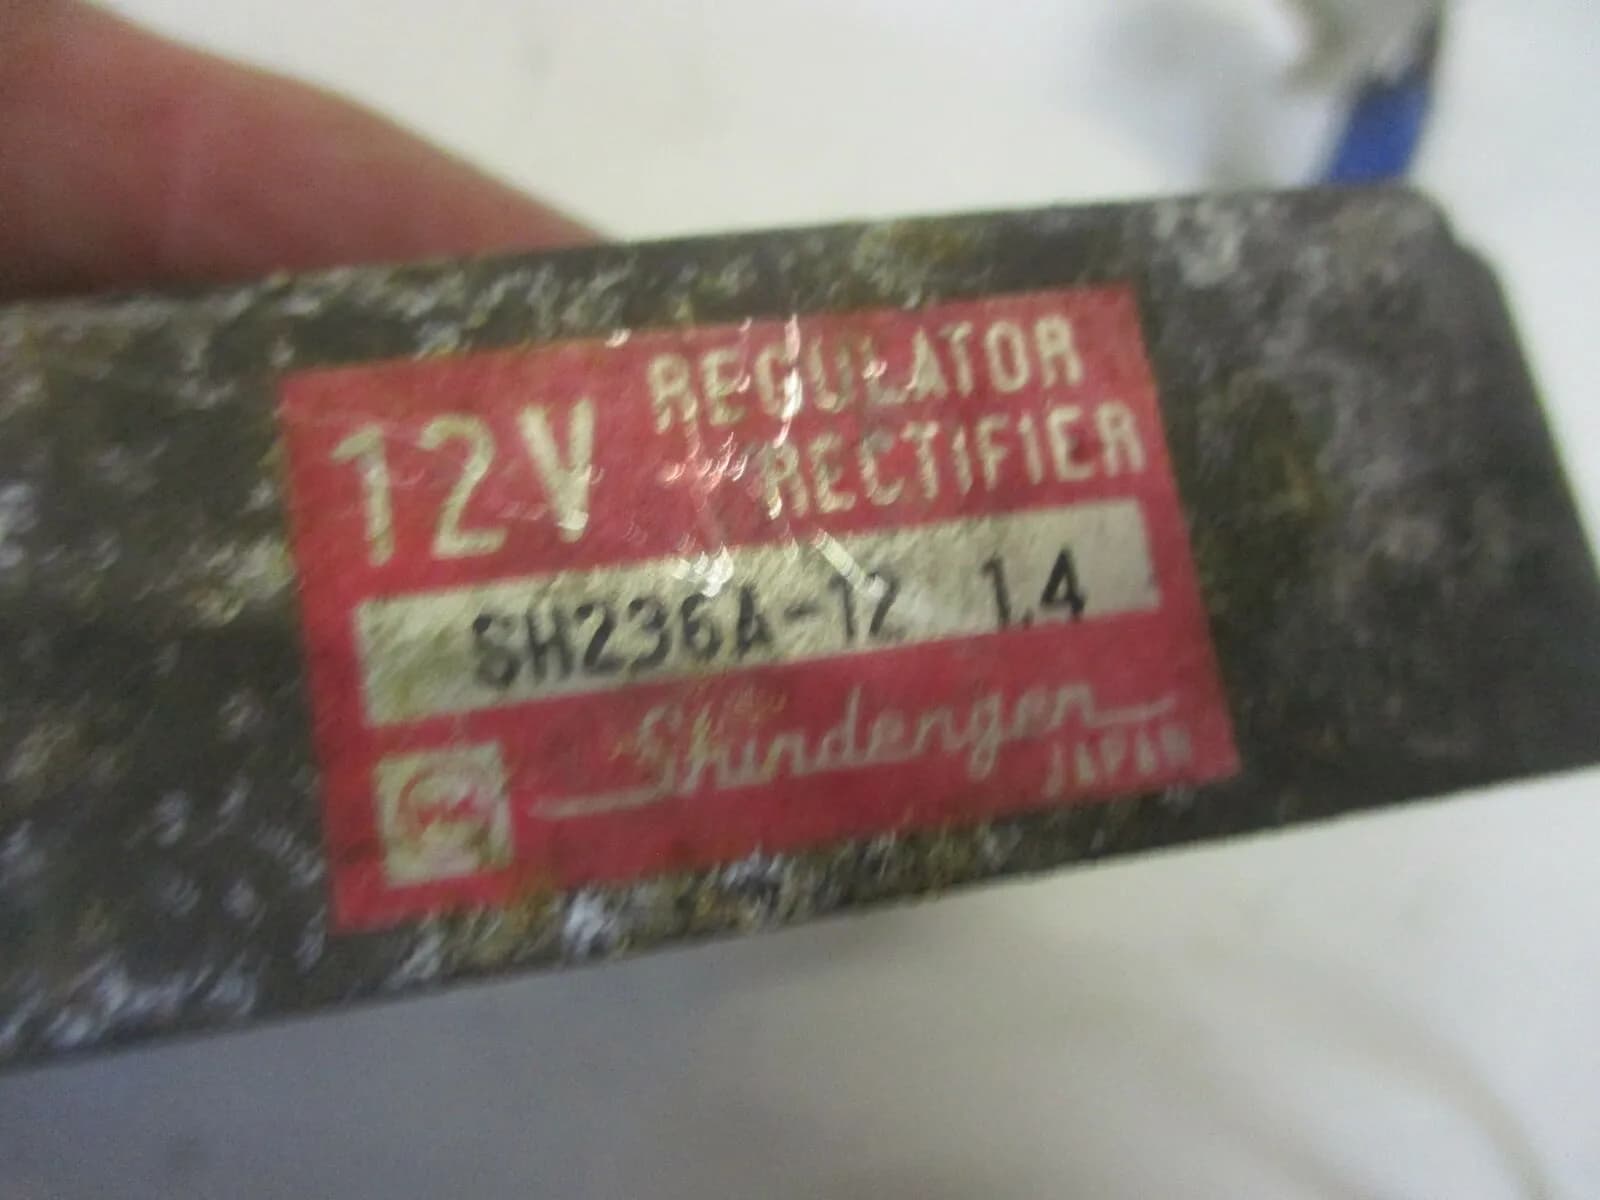 12V REGULATOR
RECTIFIER
SH236A-12 1.4
Shindengen
JAPAN